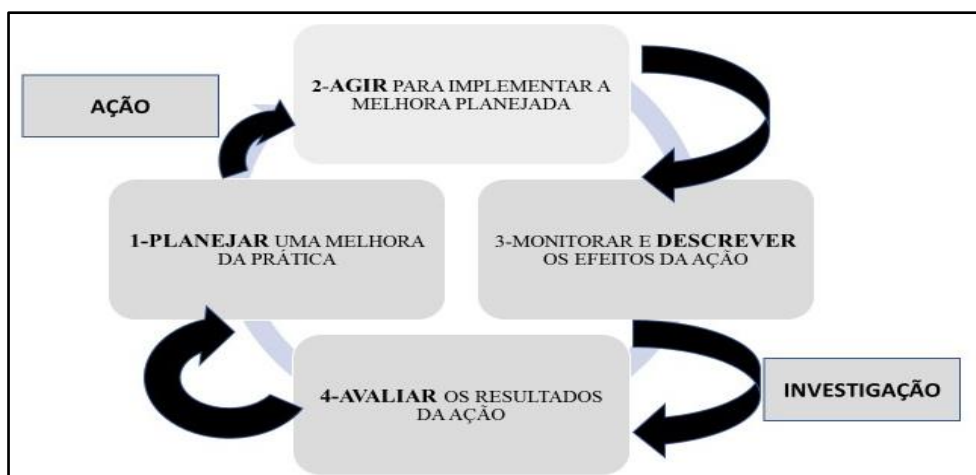 2-AGIR PARA IMPLEMENTAR A
MELHORA PLANEJADA
AÇÃO
1-PLANEJAR UMA MELHORA
DA PRÁTICA
3-MONITORAR E DESCREVER
OS EFEITOS DA AÇÃO
4-AVALIAR OS RESULTADOS
DA AÇÃO
INVESTIGAÇÃO